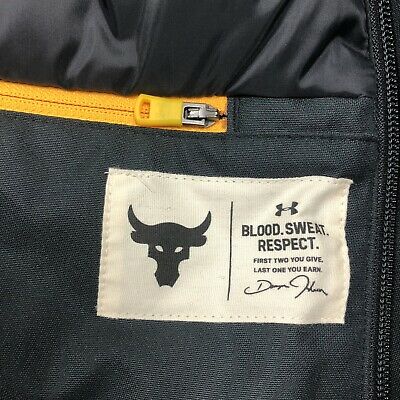 BLOOD. SWEAT.
RESPECT.
FIRST TWO YOU GIVE.
LAST ONE YOU EARN.